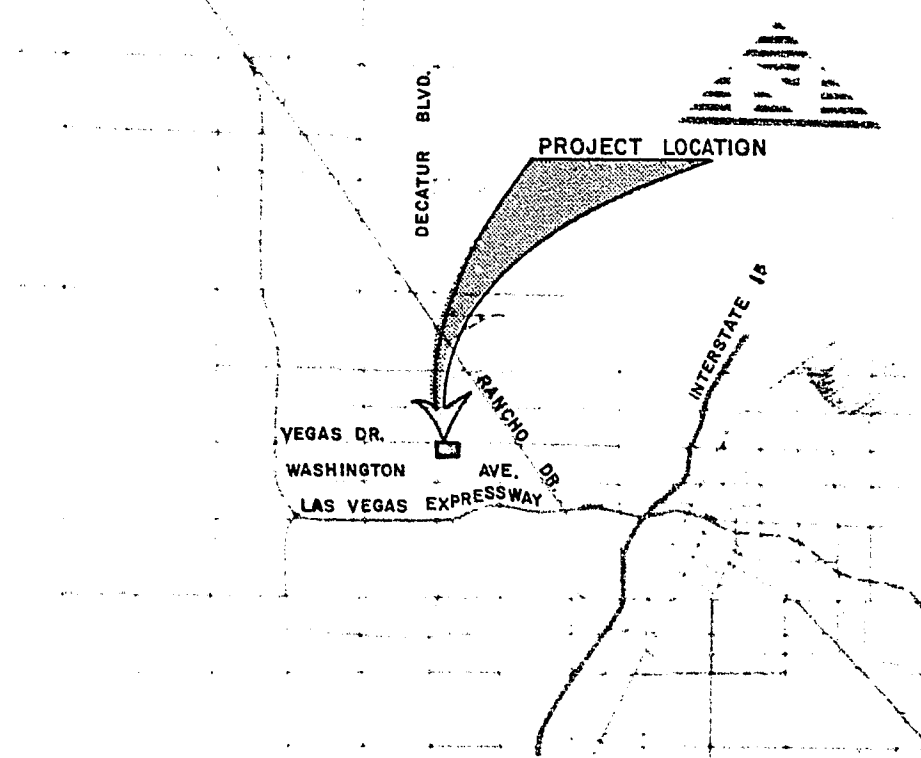 DECATUR BLVD.
PROJECT LOCATION
INTERSTATE 15
RANCHO DR.
VEGAS DR.
WASHINGTON AVE.
LAS VEGAS EXPRESSWAY